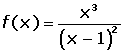 f(x) = x³ / (x − 1)²